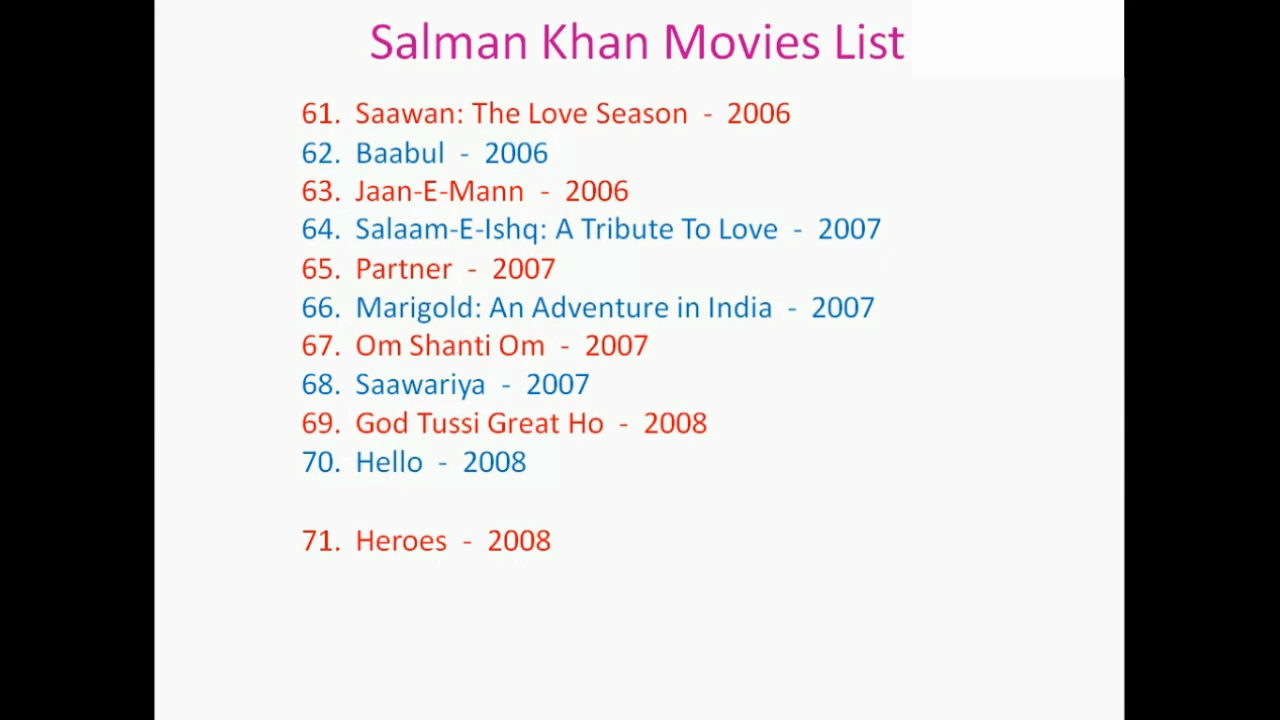 Salman Khan Movies List
61. Saawan: The Love Season - 2006
62. Baabul - 2006
63. Jaan-E-Mann - 2006
64. Salaam-E-Ishq: A Tribute To Love - 2007
65. Partner - 2007
66. Marigold: An Adventure in India - 2007
67. Om Shanti Om - 2007
68. Saawariya - 2007
69. God Tussi Great Ho - 2008
70. Hello - 2008
71. Heroes - 2008